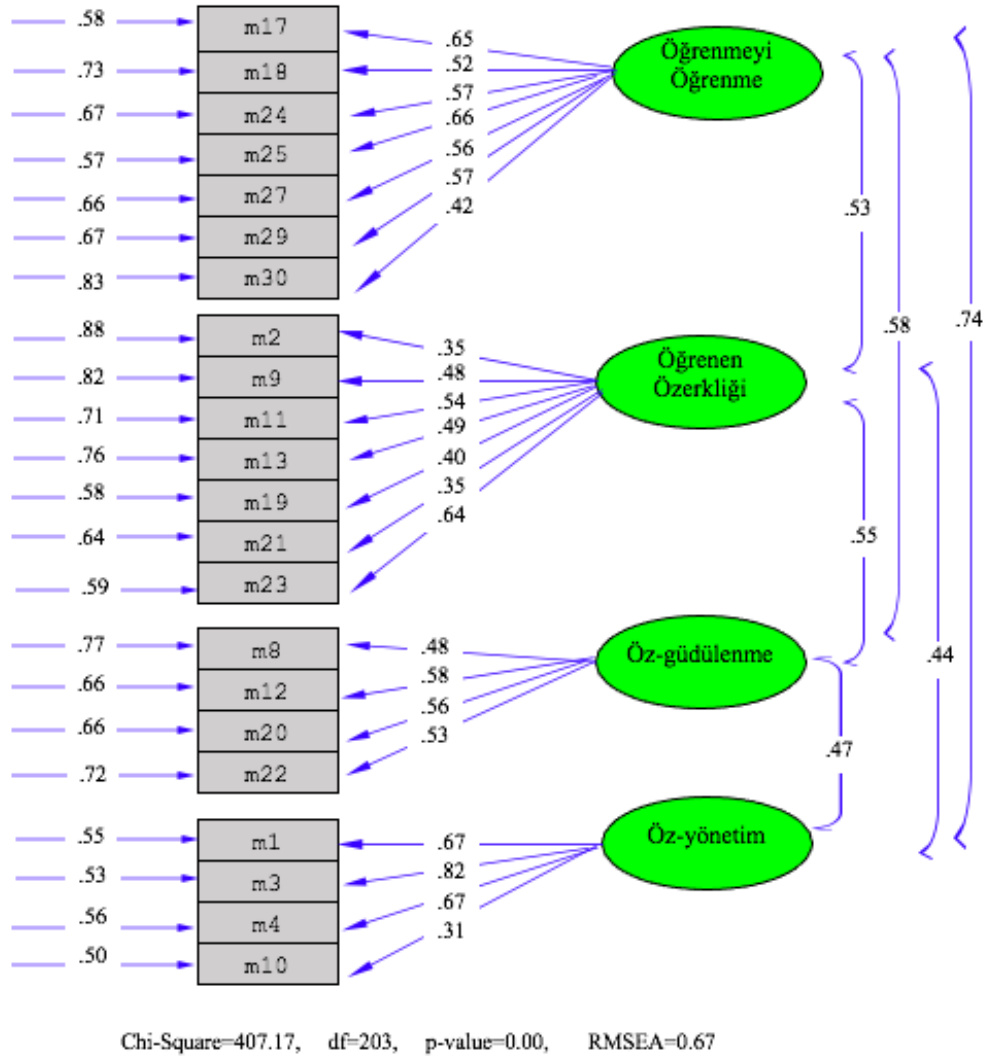 .58 m17 .65 Öğrenmeyi
.73 m18 .52 Öğrenme
.67 m24 .57
.57 m25 .66
.66 m27 .56
.67 m29 .57
.83 m30 .42
.53
.58
.74
.88 m2 .35 Öğrenen
.82 m9 .48 Özerkliği
.71 m11 .54
.76 m13 .49
.58 m19 .40
.64 m21 .35
.59 m23 .64
.55
.77 m8 .48 Öz-güdülenme
.66 m12 .58
.66 m20 .56
.72 m22 .53
.44
.47
.55 m1 .67 Öz-yönetim
.53 m3 .82
.56 m4 .67
.50 m10 .31
Chi-Square=407.17, df=203, p-value=0.00, RMSEA=0.67